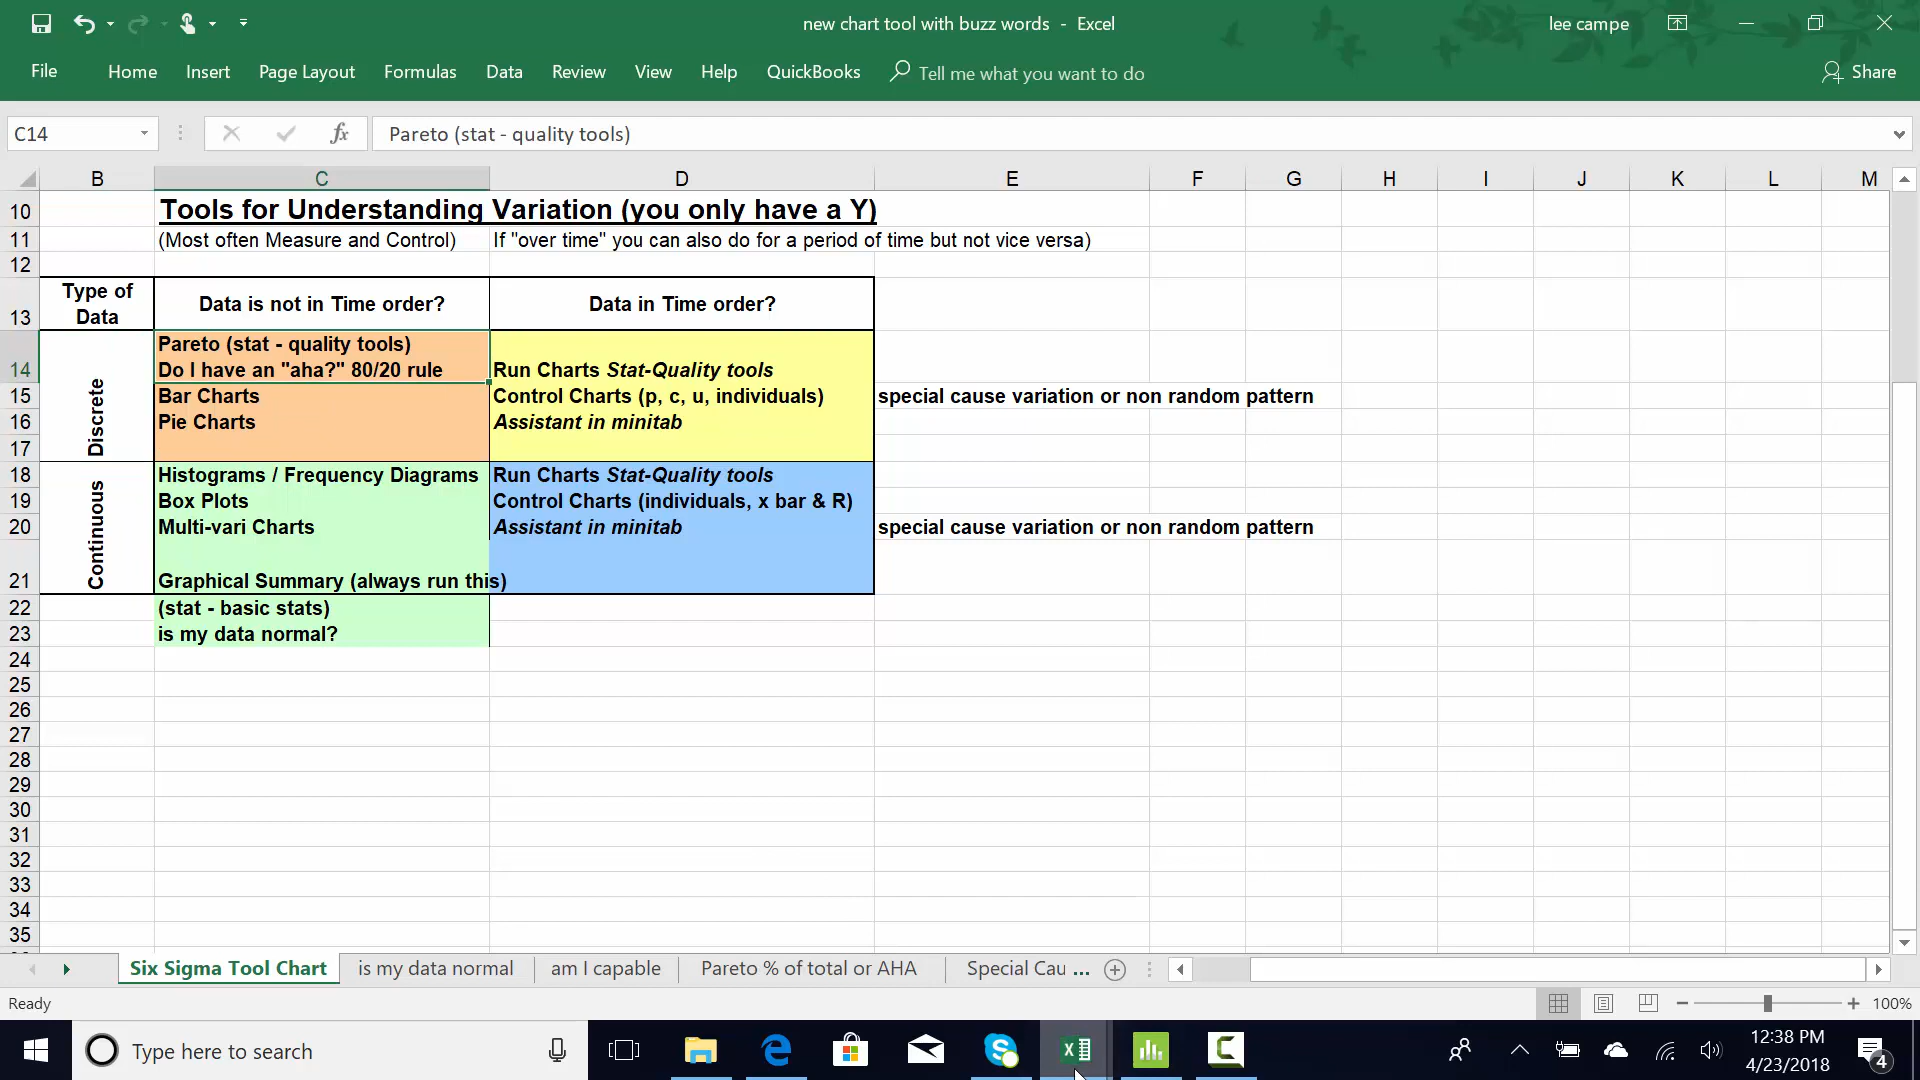 new chart tool with buzz words - Excel
lee campe
File Home Insert Page Layout Formulas Data Review View Help QuickBooks Tell me what you want to do Share
C14 fx Pareto (stat - quality tools)
B C D E F G H I J K L M
10 Tools for Understanding Variation (you only have a Y)
11 (Most often Measure and Control) If "over time" you can also do for a period of time but not vice versa)
12
Type of
Data
13 Data is not in Time order? Data in Time order?
Discrete
Pareto (stat - quality tools)
14 Do I have an "aha?" 80/20 rule Run Charts Stat-Quality tools
15 Bar Charts Control Charts (p, c, u, individuals) special cause variation or non random pattern
16 Pie Charts Assistant in minitab
17
Continuous
18 Histograms / Frequency Diagrams Run Charts Stat-Quality tools
19 Box Plots Control Charts (individuals, x bar & R)
20 Multi-vari Charts Assistant in minitab special cause variation or non random pattern
21 Graphical Summary (always run this)
22 (stat - basic stats)
23 is my data normal?
24
25
26
27
28
29
30
31
32
33
34
35
Six Sigma Tool Chart is my data normal am I capable Pareto % of total or AHA Special Cau ...
Ready 100%
Type here to search
12:38 PM
4/23/2018
4